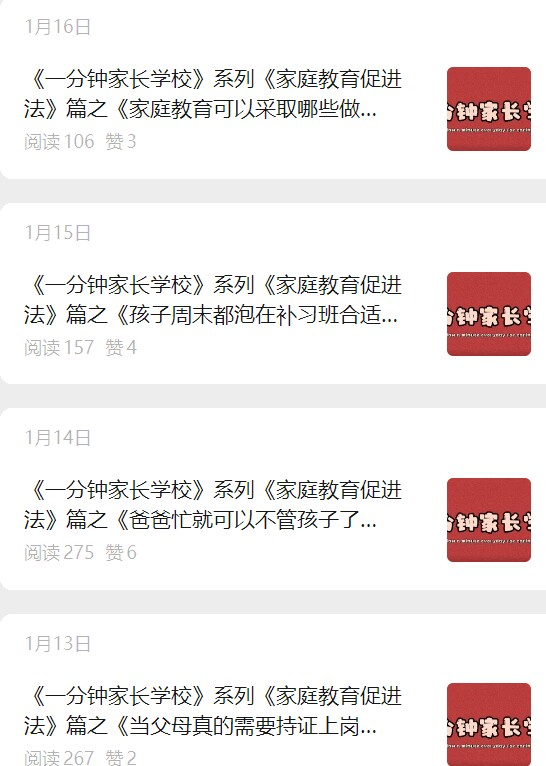 1月16日
《一分钟家长学校》系列《家庭教育促进
法》篇之《家庭教育可以采取哪些做...
阅读 106 赞 3
分钟家长学
1月15日
《一分钟家长学校》系列《家庭教育促进
法》篇之《孩子周末都泡在补习班合适...
阅读 157 赞 4
分钟家长学
1月14日
《一分钟家长学校》系列《家庭教育促进
法》篇之《爸爸忙就可以不管孩子了...
阅读 275 赞 6
分钟家长学
1月13日
《一分钟家长学校》系列《家庭教育促进
法》篇之《当父母真的需要持证上岗...
阅读 267 赞 2
分钟家长学